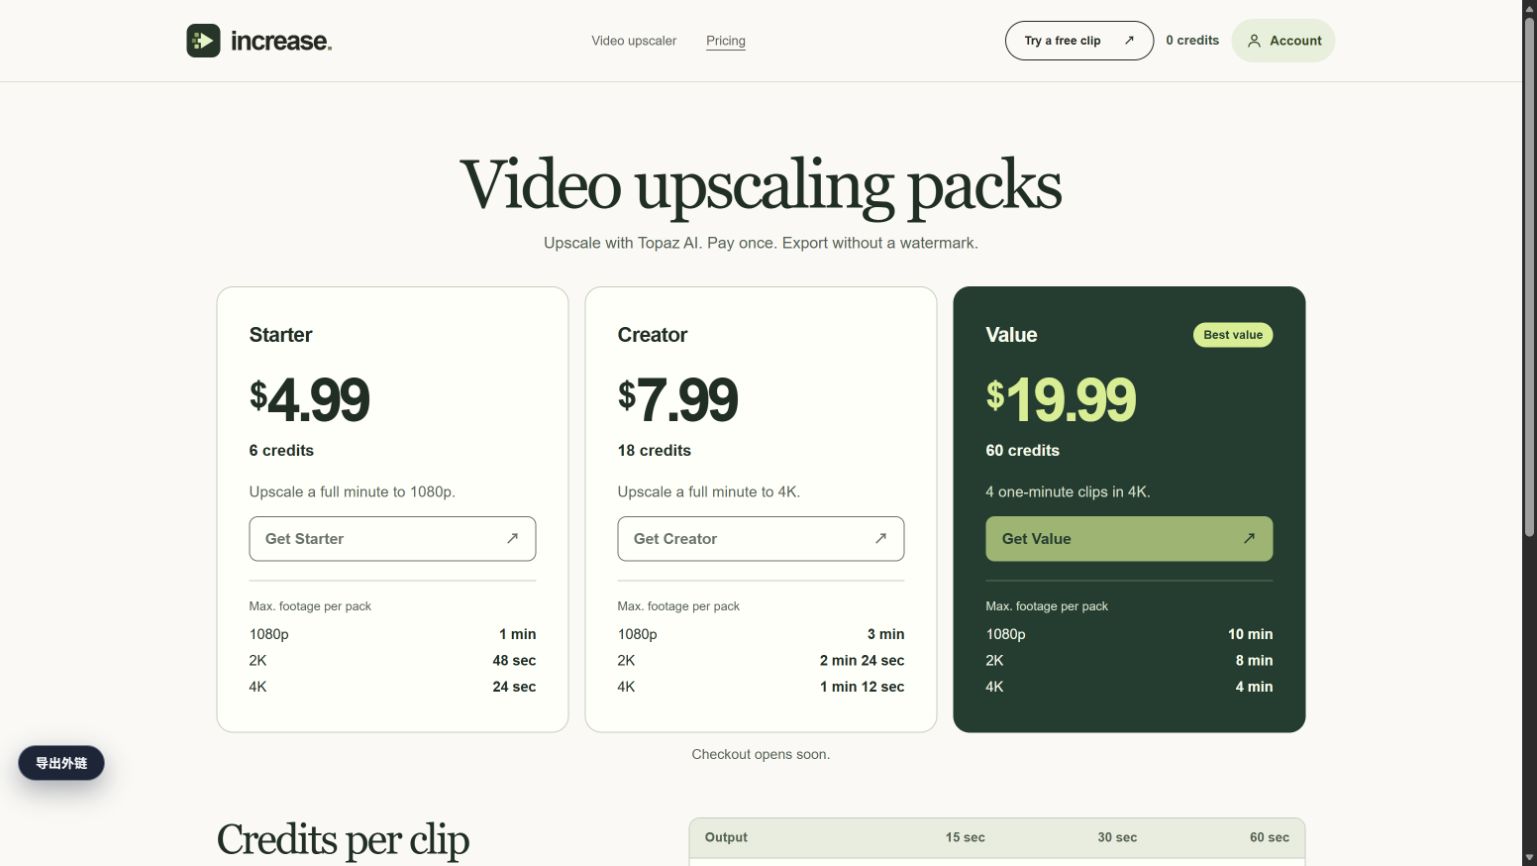 increase.
Video upscaler
Pricing
Try a free clip ↗
0 credits
Account
Video upscaling packs
Upscale with Topaz AI. Pay once. Export without a watermark.
Starter
$4.99
6 credits
Upscale a full minute to 1080p.
Get Starter ↗
Max. footage per pack
1080p 1 min
2K 48 sec
4K 24 sec
Creator
$7.99
18 credits
Upscale a full minute to 4K.
Get Creator ↗
Max. footage per pack
1080p 3 min
2K 2 min 24 sec
4K 1 min 12 sec
Value
Best value
$19.99
60 credits
4 one-minute clips in 4K.
Get Value ↗
Max. footage per pack
1080p 10 min
2K 8 min
4K 4 min
Checkout opens soon.
导出外链
Credits per clip
Output 15 sec 30 sec 60 sec